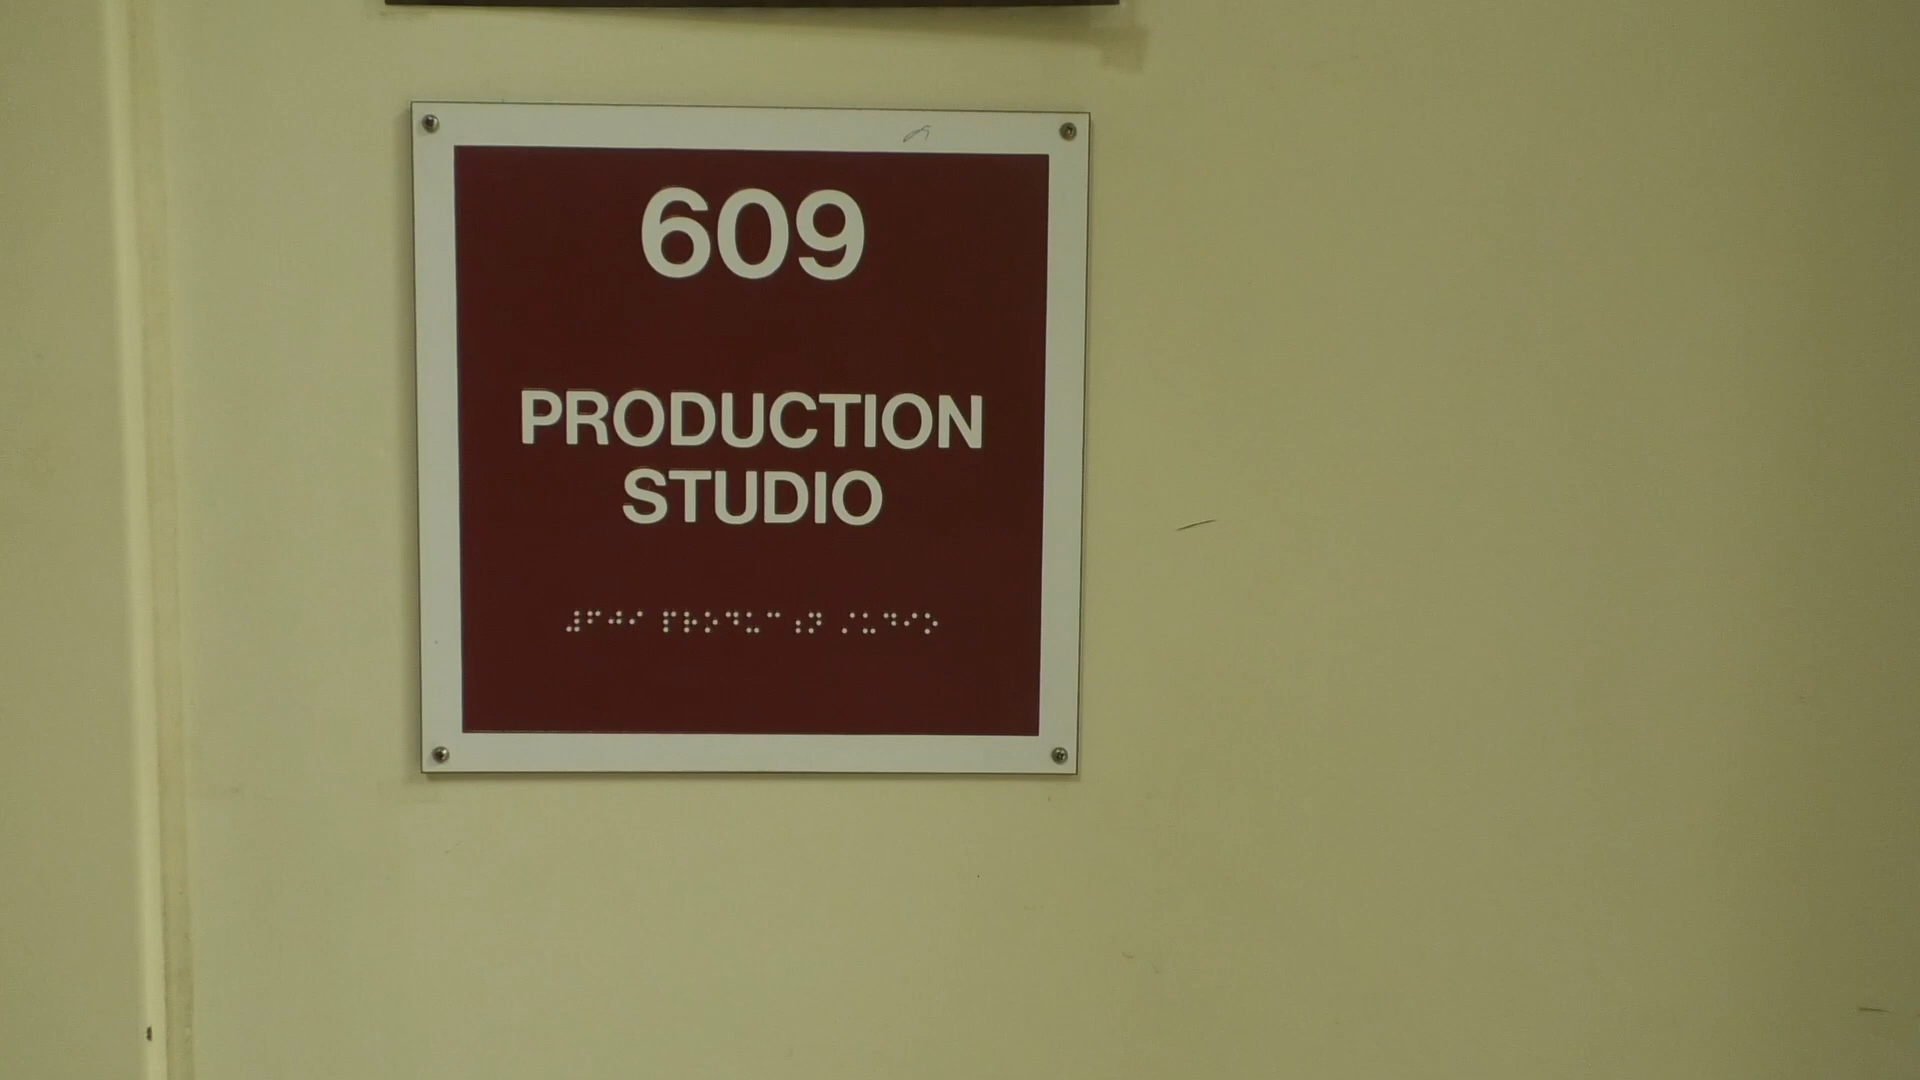 609
PRODUCTION
STUDIO
⠼⠋⠚⠊ ⠏⠗⠕⠙⠥⠉⠰⠝ ⠌⠥⠙⠊⠕